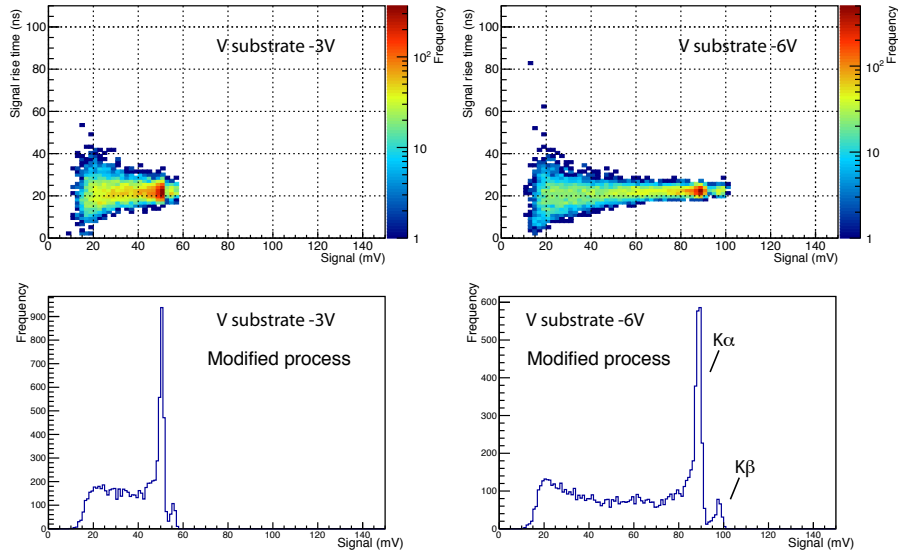 Signal rise time (ns)
100
80
60
40
20
0
0 20 40 60 80 100 120 140
Signal (mV)
V substrate -3V
Frequency
10²
10
1
Signal rise time (ns)
100
80
60
40
20
0
0 20 40 60 80 100 120 140
Signal (mV)
V substrate -6V
Frequency
10²
10
1
Frequency
900
800
700
600
500
400
300
200
100
0
0 20 40 60 80 100 120 140
Signal (mV)
V substrate -3V
Modified process
Frequency
600
500
400
300
200
100
0
0 20 40 60 80 100 120 140
Signal (mV)
V substrate -6V
Modified process
Kα
Kβ